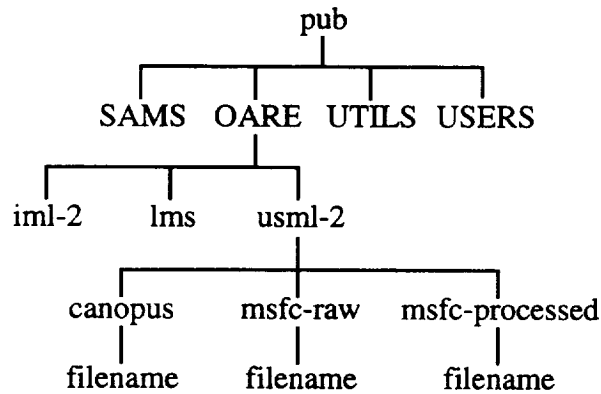 pub
SAMS OARE UTILS USERS
iml-2 lms usml-2
canopus msfc-raw msfc-processed
filename filename filename